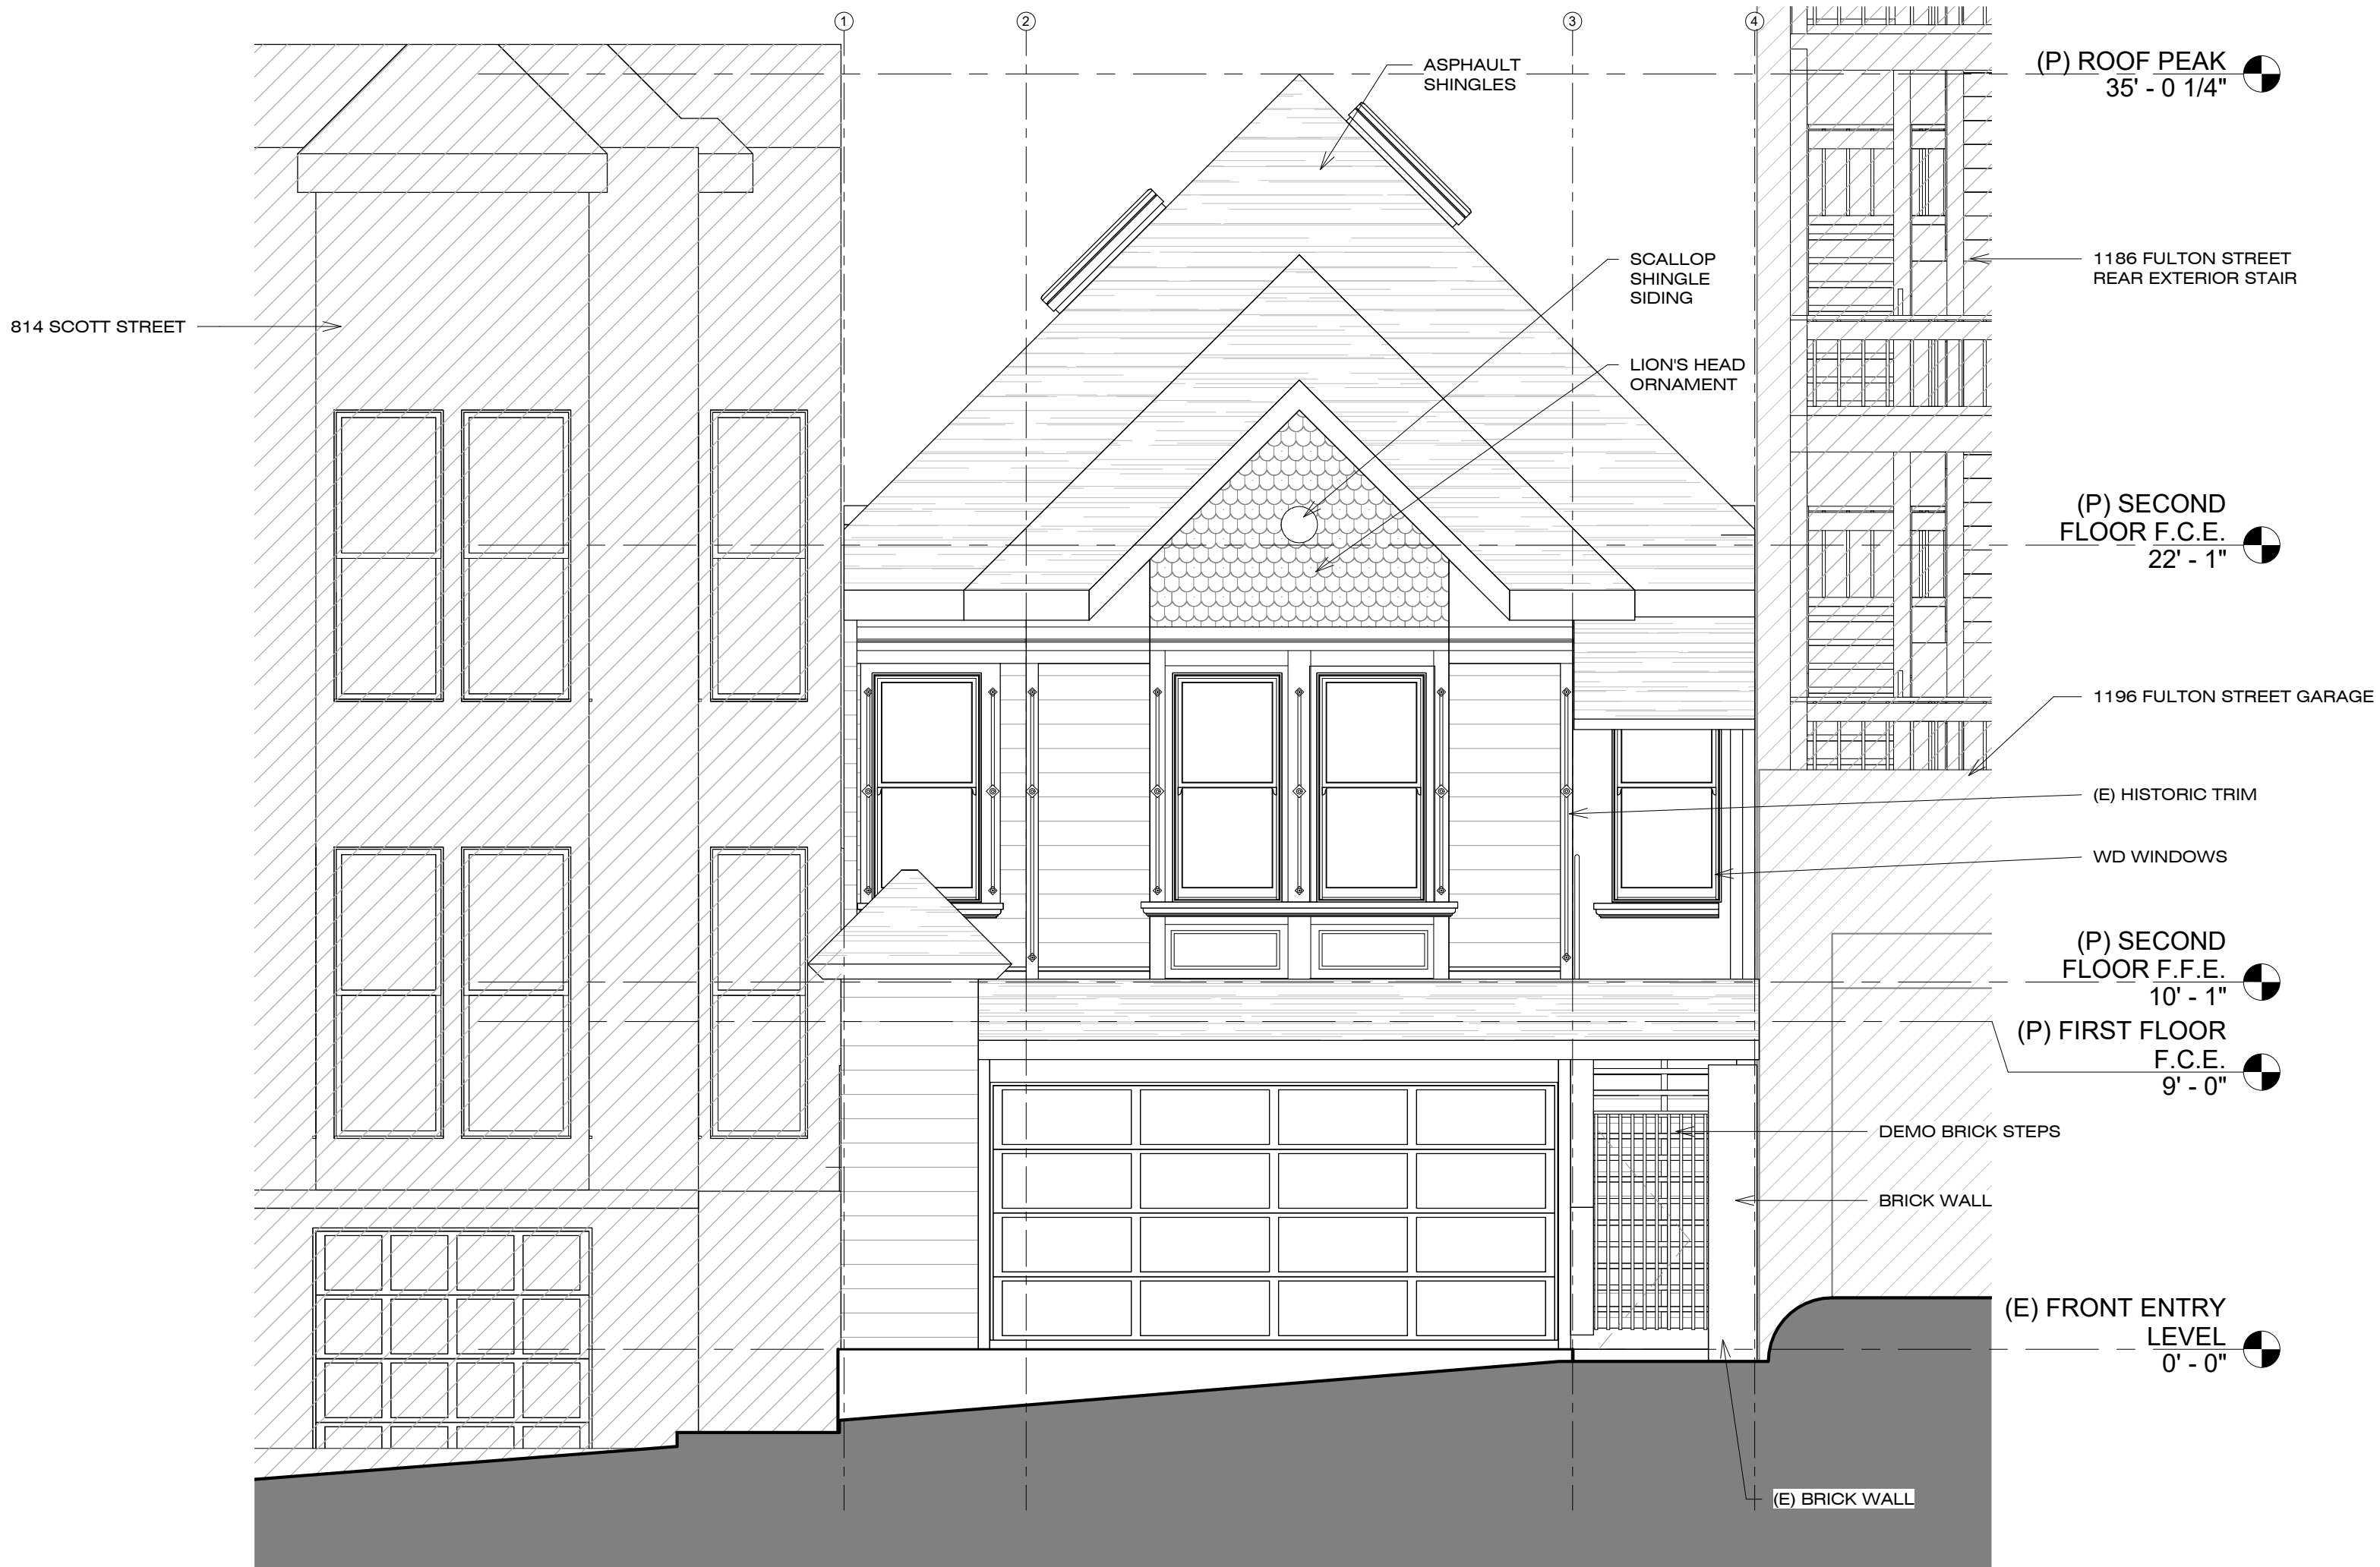 1
2
3
4
ASPHAULT
SHINGLES
(P) ROOF PEAK
35' - 0 1/4"
SCALLOP
SHINGLE
SIDING
1186 FULTON STREET
REAR EXTERIOR STAIR
814 SCOTT STREET
LION'S HEAD
ORNAMENT
(P) SECOND
FLOOR F.C.E.
22' - 1"
1196 FULTON STREET GARAGE
(E) HISTORIC TRIM
WD WINDOWS
(P) SECOND
FLOOR F.F.E.
10' - 1"
(P) FIRST FLOOR
F.C.E.
9' - 0"
DEMO BRICK STEPS
BRICK WALL
(E) FRONT ENTRY
LEVEL
0' - 0"
(E) BRICK WALL